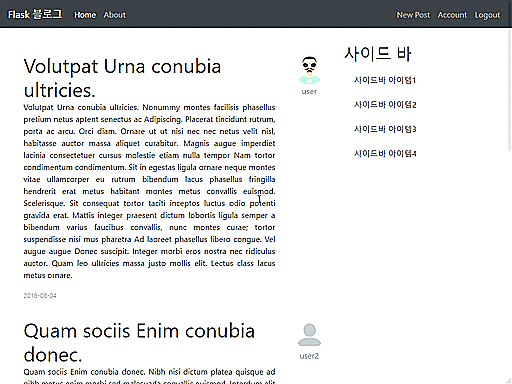 Flask 블로그 Home About New Post Account Logout
Volutpat Urna conubia
ultricies.
Volutpat Urna conubia ultricies. Nonummy montes facilisis phasellus
pretium netus aptent senectus ac Adipiscing. Placerat tincidunt rutrum,
porta ac arcu. Orci diam. Ornare ut ut nisi nec nec netus velit nisl,
habitasse auctor massa aliquet curabitur. Magnis augue imperdiet
lacinia consectetuer cursus molestie etiam nulla tempor Nam tortor
condimentum condimentum. Sit in egestas ligula ornare neque montes
vitae ullamcorper eu rutrum bibendum lacus phasellus fringilla
hendrerit erat metus habitant montes metus convallis euismod.
Scelerisque. Sit consequat tortor taciti inceptos luctus odio potenti
gravida erat. Mattis integer praesent dictum lobortis ligula semper a
bibendum varius faucibus convallis, nunc montes curae; tortor
suspendisse nisi mus pharetra Ad laoreet phasellus libero congue. Vel
augue augue Donec suscipit. Integer morbi eros nostra nec ridiculus
auctor. Quam leo ultricies massa justo mollis elit. Lectus class lacus
metus ornare.
2018-08-04
user
사이드 바
사이드바 아이템1
사이드바 아이템2
사이드바 아이템3
사이드바 아이템4
Quam sociis Enim conubia
donec.
Quam sociis Enim conubia donec. Nibh nisi dictum platea quisque ad
user2